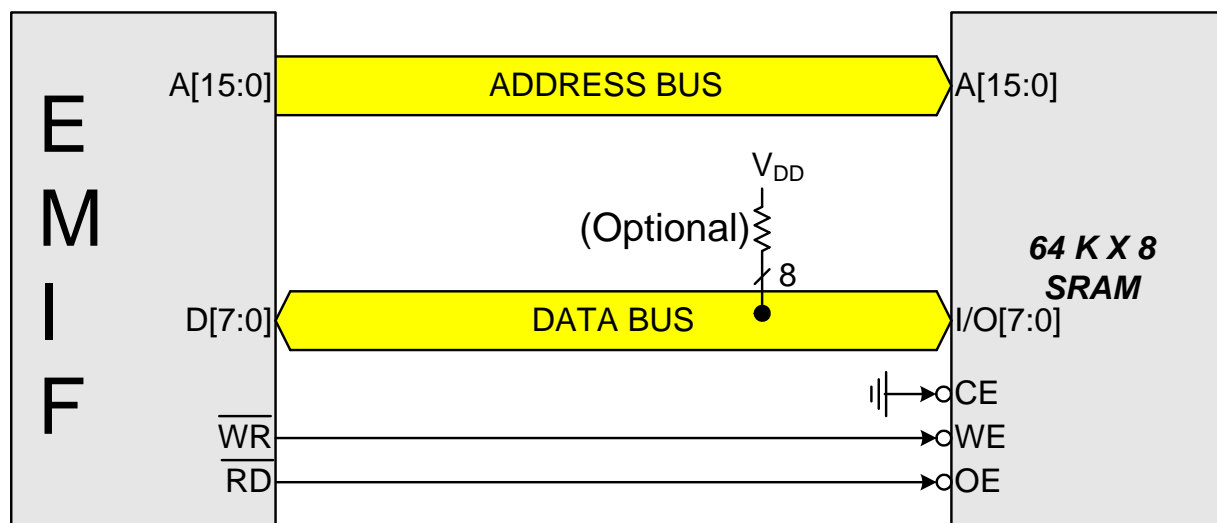 EMIF
A[15:0]
ADDRESS BUS
A[15:0]
VDD
(Optional)
8
64 K X 8
SRAM
D[7:0]
DATA BUS
I/O[7:0]
CE
WR
WE
RD
OE